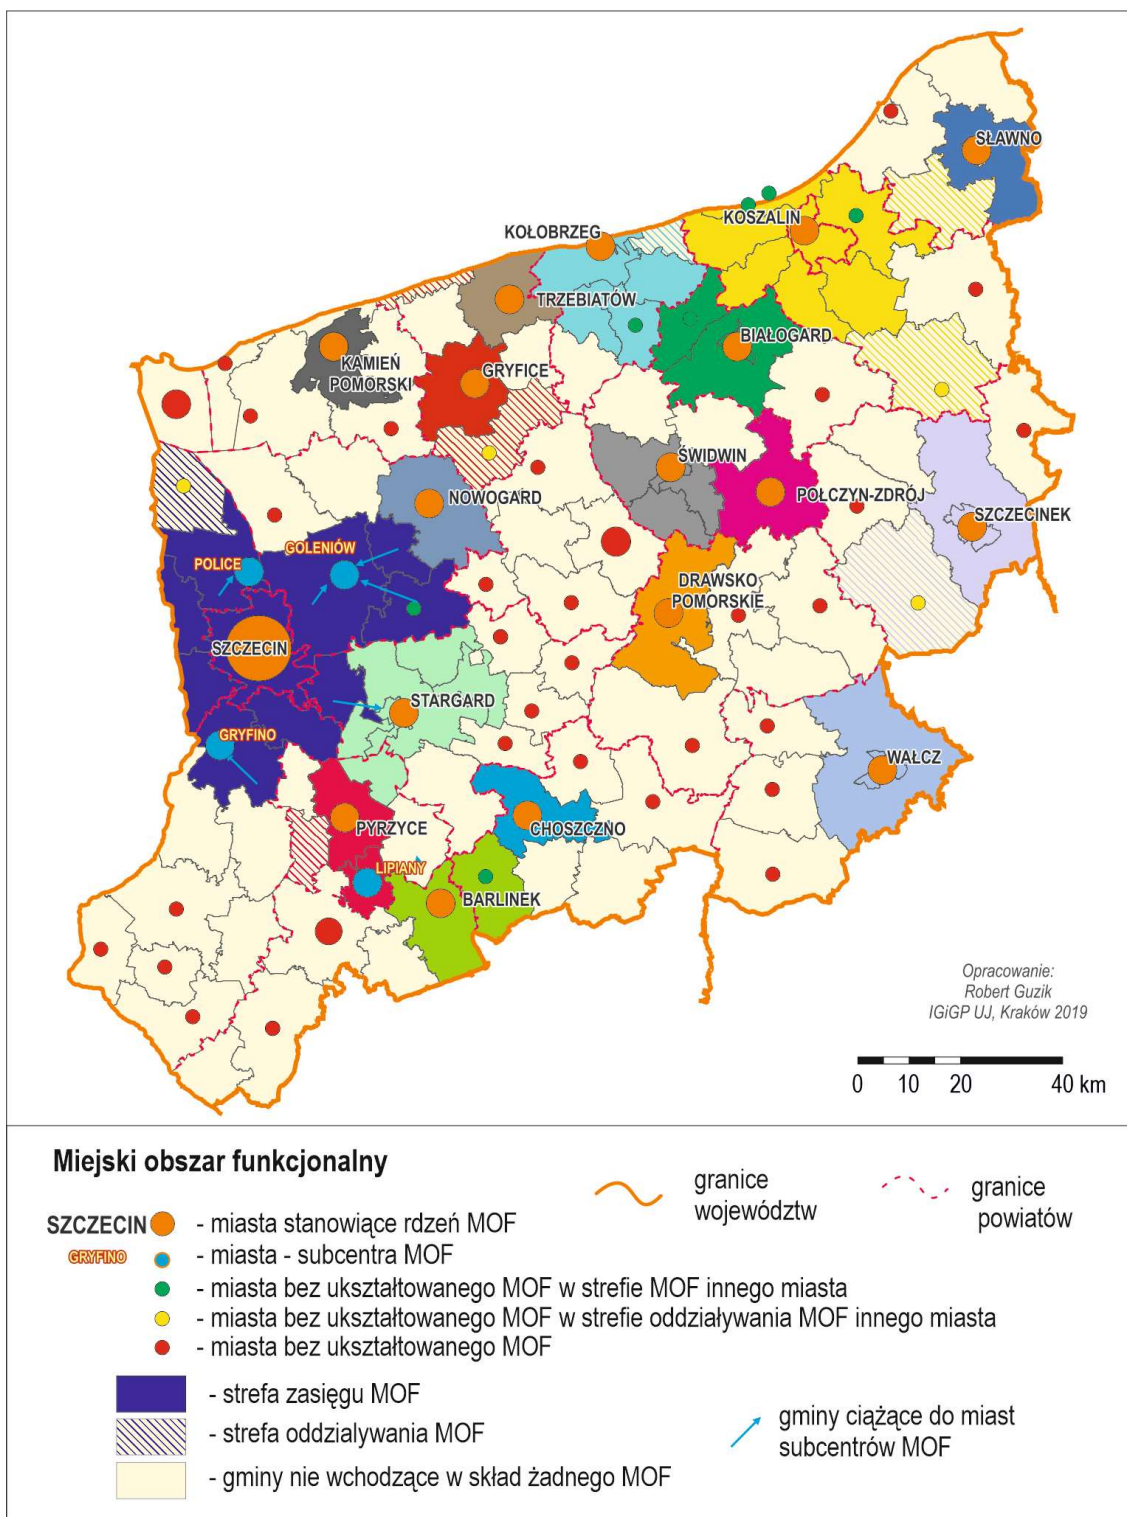 SŁAWNO
KOSZALIN
KOŁOBRZEG
TRZEBIATÓW
BIAŁOGARD
KAMIEŃ
POMORSKI
GRYFICE
ŚWIDWIN
NOWOGARD
POŁCZYN-ZDRÓJ
SZCZECINEK
GOLENIÓW
POLICE
DRAWSKO
POMORSKIE
SZCZECIN
STARGARD
GRYFINO
WAŁCZ
PYRZYCE
CHOSZCZNO
LIPIANY
BARLINEK
Opracowanie:
Robert Guzik
IGiGP UJ, Kraków 2019
0 10 20 40 km
Miejski obszar funkcjonalny
SZCZECIN - miasta stanowiące rdzeń MOF
GRYFINO - miasta - subcentra MOF
- miasta bez ukształtowanego MOF w strefie MOF innego miasta
- miasta bez ukształtowanego MOF w strefie oddziaływania MOF innego miasta
- miasta bez ukształtowanego MOF
- strefa zasięgu MOF
- strefa oddzialywania MOF
- gminy nie wchodzące w skład żadnego MOF
granice
województw
granice
powiatów
gminy ciążące do miast
subcentrów MOF